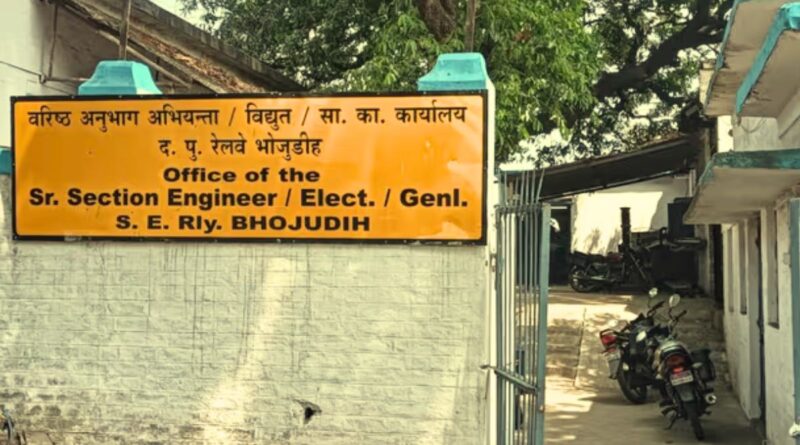 वरिष्ठ अनुभाग अभियन्ता / विद्युत / सा. का. कार्यालय
द. पु. रेलवे भोजुडीह
Office of the
Sr. Section Engineer / Elect. / Genl.
S. E. Rly. BHOJUDIH